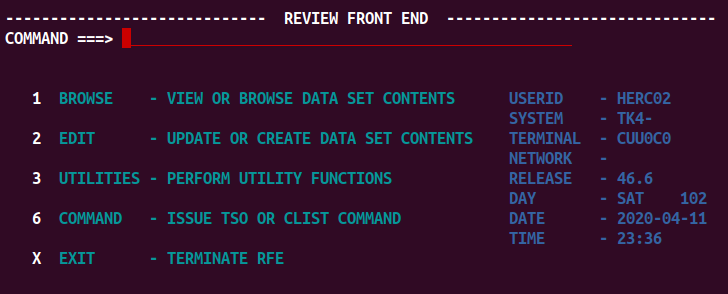 ----------------------------- REVIEW FRONT END ------------------------------
COMMAND ===> 
1 BROWSE - VIEW OR BROWSE DATA SET CONTENTS USERID - HERC02
SYSTEM - TK4-
2 EDIT - UPDATE OR CREATE DATA SET CONTENTS TERMINAL - CUU0C0
NETWORK -
3 UTILITIES - PERFORM UTILITY FUNCTIONS RELEASE - 46.6
DAY - SAT 102
6 COMMAND - ISSUE TSO OR CLIST COMMAND DATE - 2020-04-11
TIME - 23:36
X EXIT - TERMINATE RFE